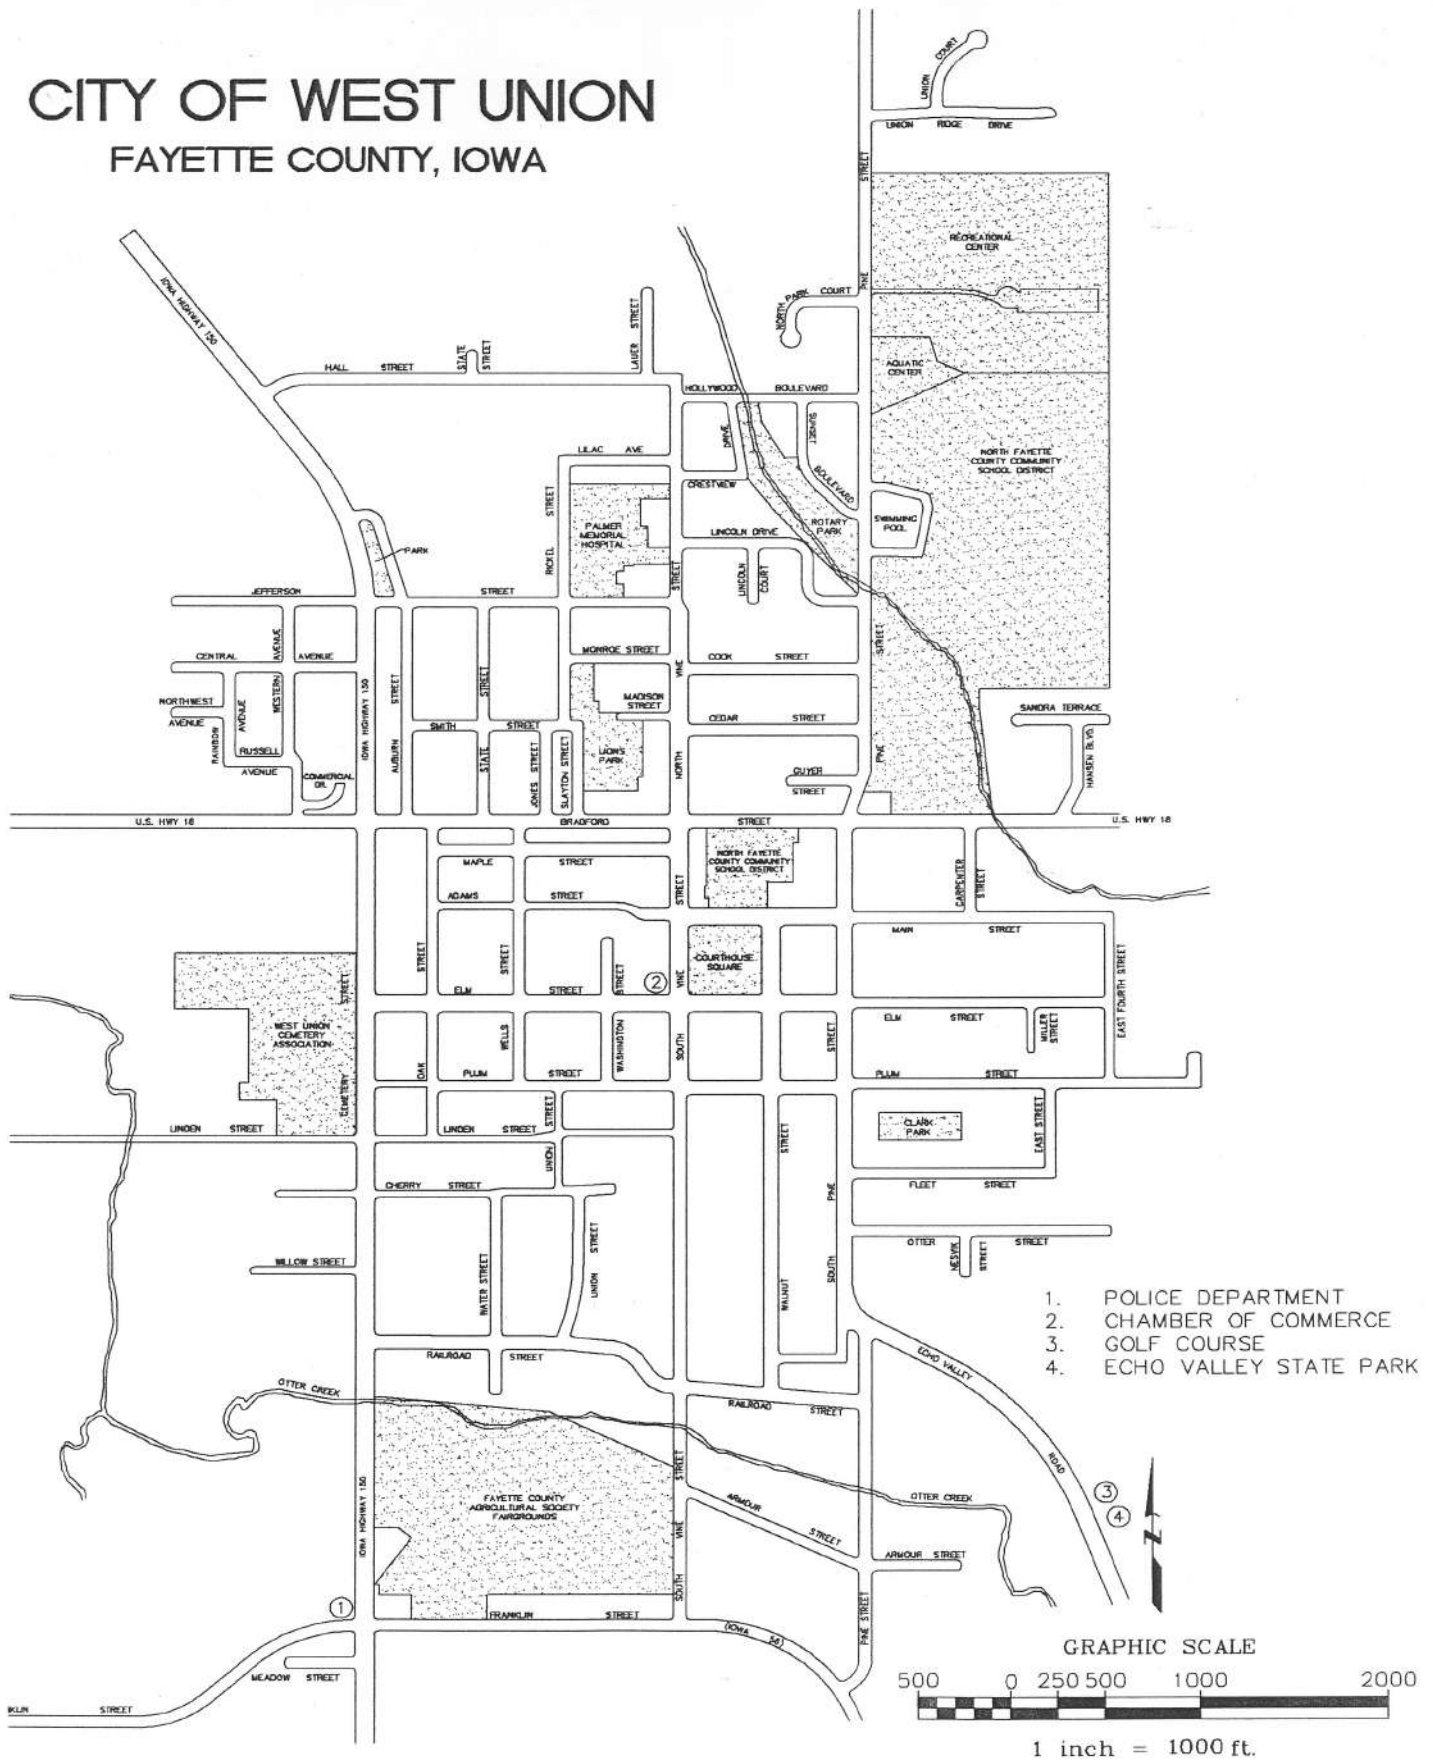 CITY OF WEST UNION
FAYETTE COUNTY, IOWA
UNION
COURT
UNION RIDGE DRIVE
STREET
RECREATIONAL
CENTER
IOWA HIGHWAY 150
PINE
NORTH PARK COURT
LAUER STREET
STATE
STREET
HALL STREET
AQUATIC
CENTER
HOLLYWOOD BOULEVARD
DRIVE
SUNSET
BOULEVARD
LILAC AVE
NORTH FAYETTE
COUNTY COMMUNITY
SCHOOL DISTRICT
CRESTVIEW
RICKEL STREET
PALMER
MEMORIAL
HOSPITAL
LINCOLN DRIVE
ROTARY
PARK
SWIMMING
POOL
PARK
LINCOLN
COURT
STREET
JEFFERSON STREET
CENTRAL AVENUE
WESTERN
AVENUE
MONROE STREET
VINE
COOK STREET
STREET
NORTHWEST
AVENUE
RAINBOW
AVENUE
RUSSELL
AVENUE
COMMERCIAL
DR.
IOWA HIGHWAY 150
AUBURN
STREET
STATE
STREET
SMITH STREET
JONES STREET
SLAYTON STREET
MADISON
STREET
LION'S
PARK
NORTH
CEDAR STREET
GUYER
STREET
PINE
SANDRA TERRACE
HANSEN BLVD.
U.S. HWY 18
BRADFORD STREET
U.S. HWY 18
MAPLE STREET
ADAMS STREET
NORTH FAYETTE
COUNTY COMMUNITY
SCHOOL DISTRICT
STREET
CARPENTER
STREET
MAIN STREET
STREET
STREET
COURTHOUSE
SQUARE
STREET
2
VINE
ELM STREET
EAST FOURTH STREET
CEMETERY STREET
WEST UNION
CEMETERY
ASSOCIATION
OAK
WELLS
WASHINGTON
SOUTH
STREET
ELM STREET
MILLER
STREET
PLUM STREET
PLUM STREET
LINDEN STREET
LINDEN STREET
STREET
UNION
STREET
CLARK
PARK
EAST STREET
CHERRY STREET
PINE
FLEET STREET
WILLOW STREET
WATER STREET
UNION STREET
WALNUT
SOUTH
OTTER STREET
NESVIK
STREET
1. POLICE DEPARTMENT
2. CHAMBER OF COMMERCE
3. GOLF COURSE
4. ECHO VALLEY STATE PARK
RAILROAD STREET
ECHO VALLEY
ROAD
OTTER CREEK
RAILROAD STREET
STREET
FAYETTE COUNTY
AGRICULTURAL SOCIETY
FAIRGROUNDS
IOWA HIGHWAY 150
ARMOUR
STREET
OTTER CREEK
3
4
N
VINE
ARMOUR STREET
SOUTH
1
FRANKLIN STREET
(IOWA 56)
PINE STREET
MEADOW STREET
KLIN STREET
GRAPHIC SCALE
500 0 250 500 1000 2000
1 inch = 1000 ft.